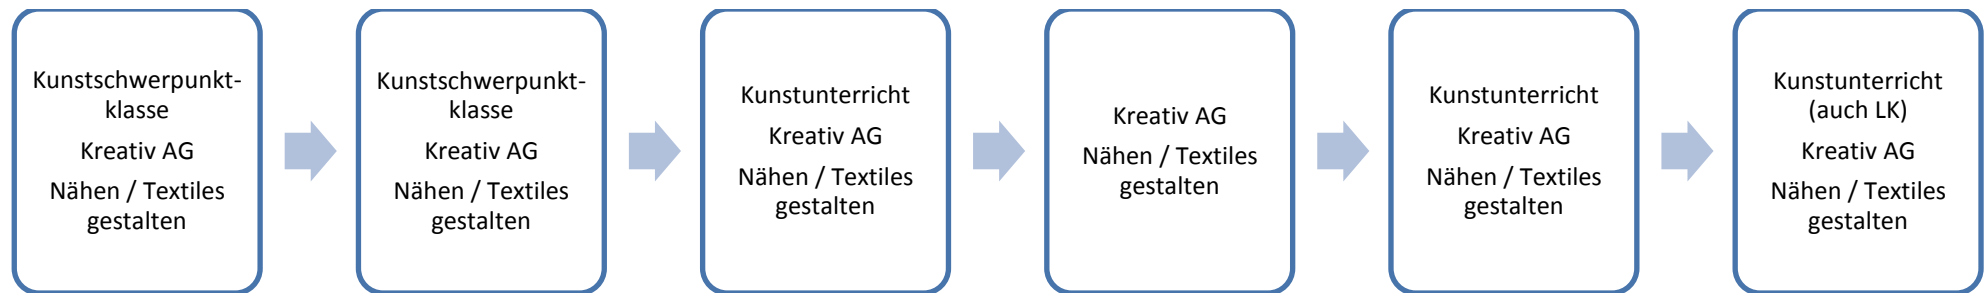 Kunstschwerpunkt-
klasse
Kreativ AG
Nähen / Textiles
gestalten
Kunstschwerpunkt-
klasse
Kreativ AG
Nähen / Textiles
gestalten
Kunstunterricht
Kreativ AG
Nähen / Textiles
gestalten
Kreativ AG
Nähen / Textiles
gestalten
Kunstunterricht
Kreativ AG
Nähen / Textiles
gestalten
Kunstunterricht
(auch LK)
Kreativ AG
Nähen / Textiles
gestalten